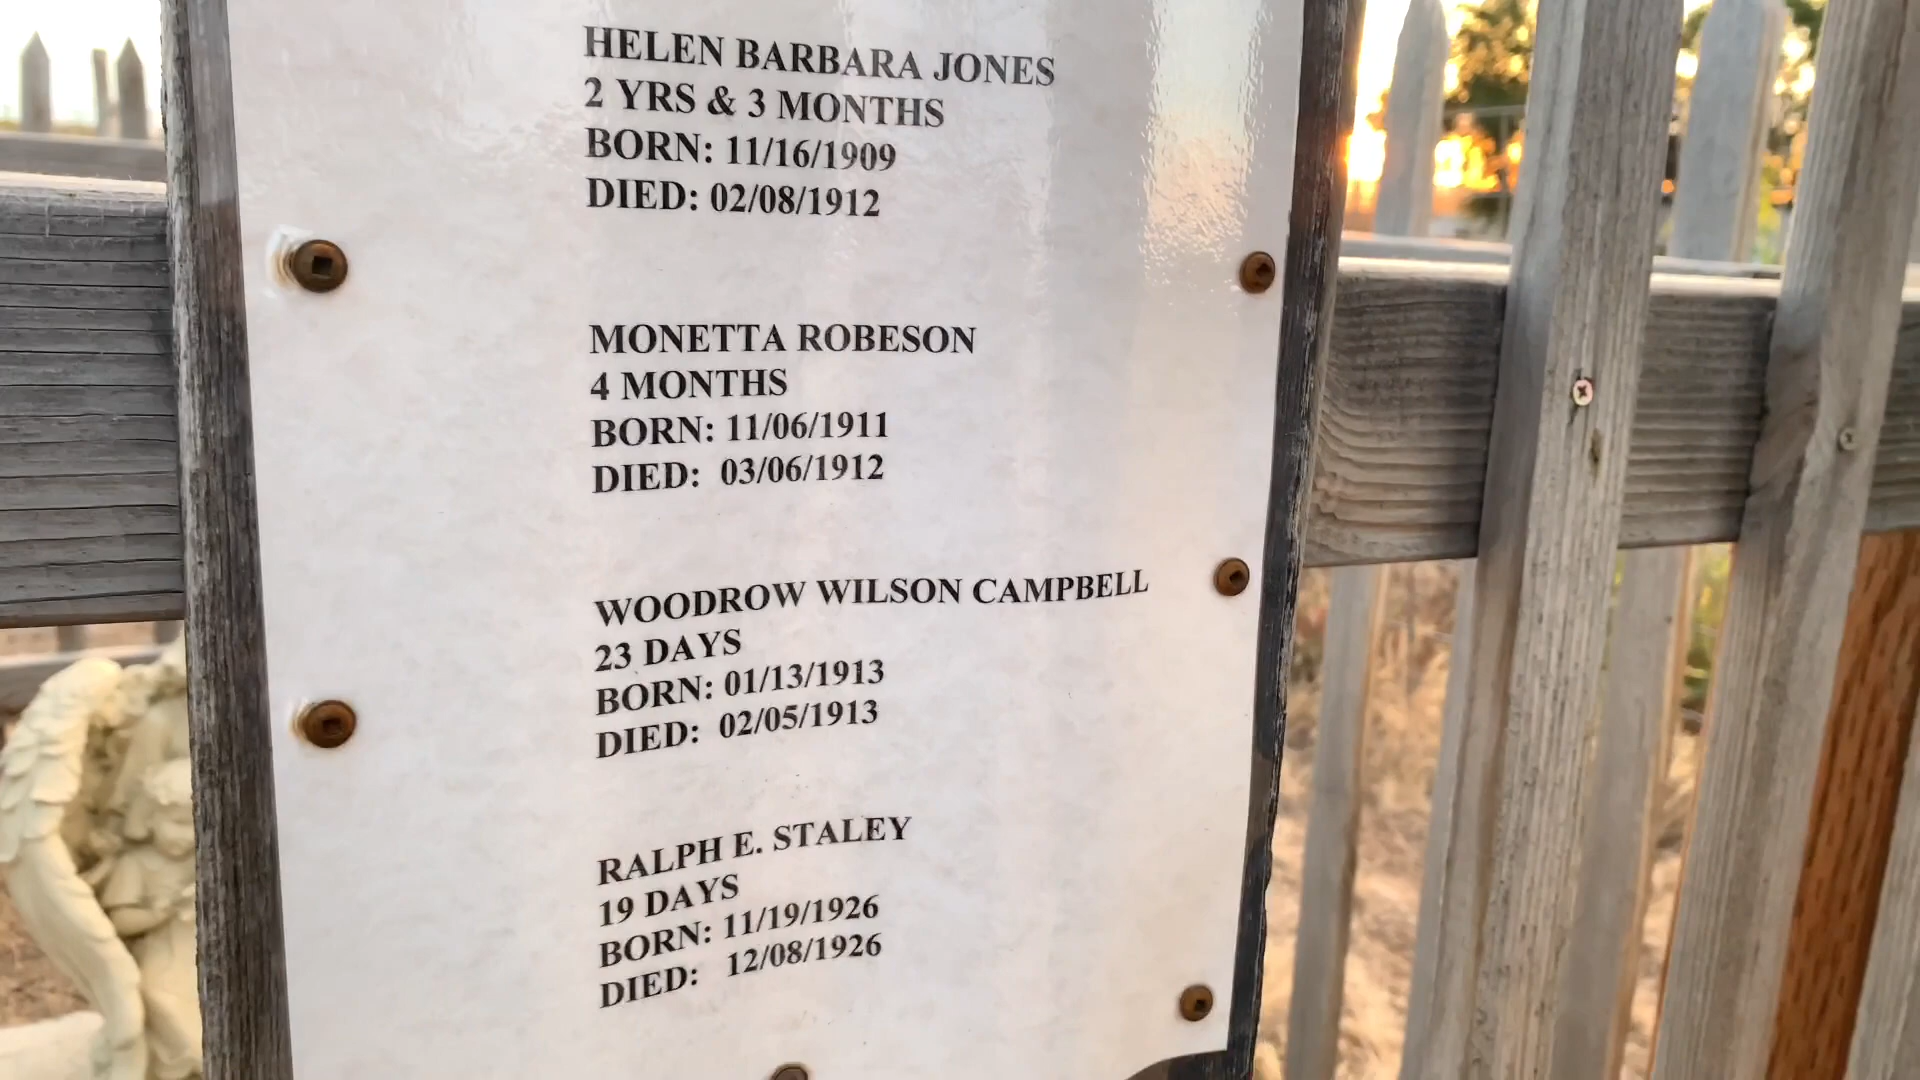 HELEN BARBARA JONES
2 YRS & 3 MONTHS
BORN: 11/16/1909
DIED: 02/08/1912
MONETTA ROBESON
4 MONTHS
BORN: 11/06/1911
DIED: 03/06/1912
WOODROW WILSON CAMPBELL
23 DAYS
BORN: 01/13/1913
DIED: 02/05/1913
RALPH E. STALEY
19 DAYS
BORN: 11/19/1926
DIED: 12/08/1926